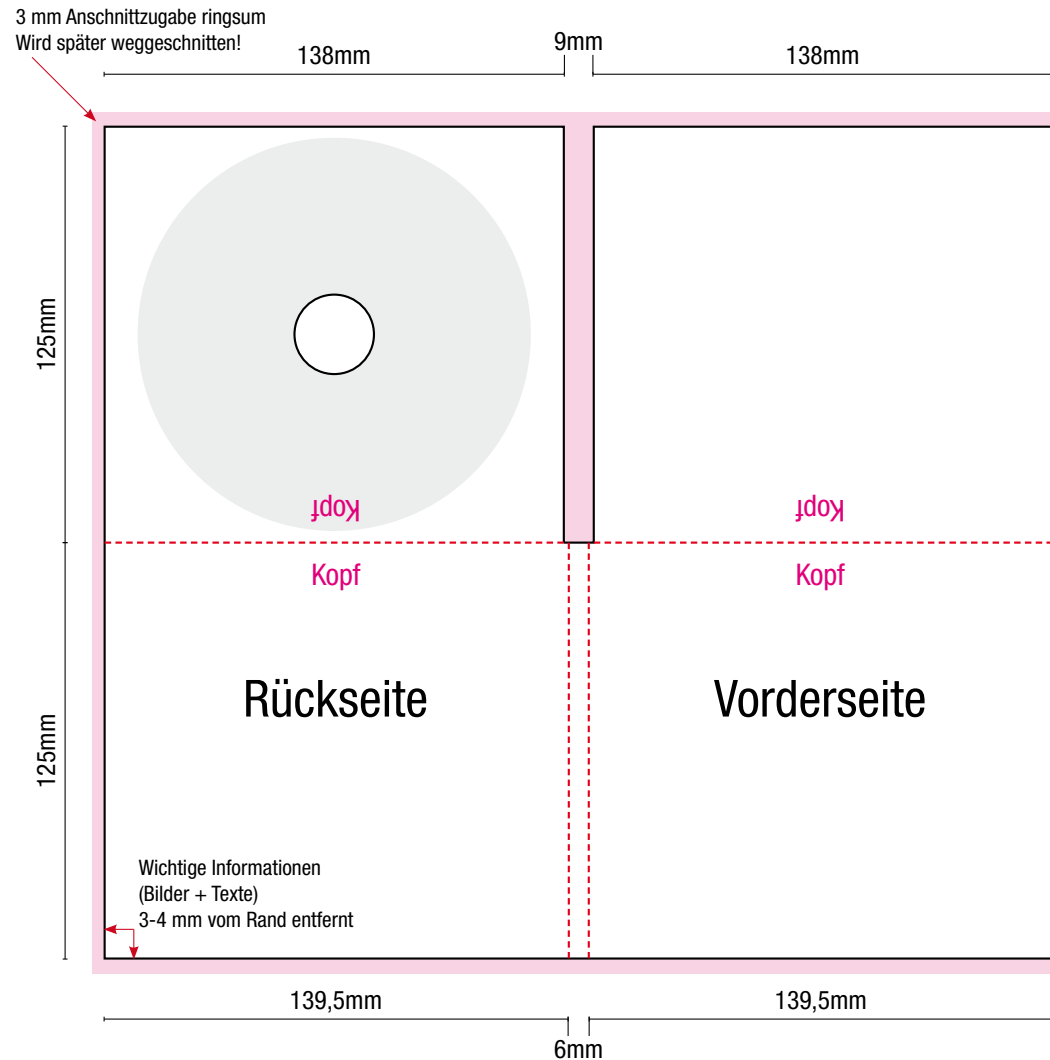 3 mm Anschnittzugabe ringsum
Wird später weggeschnitten!
138mm
9mm
138mm
125mm
Kopf
Kopf
Kopf
Kopf
Rückseite
Vorderseite
125mm
Wichtige Informationen
(Bilder + Texte)
3-4 mm vom Rand entfernt
139,5mm
139,5mm
6mm